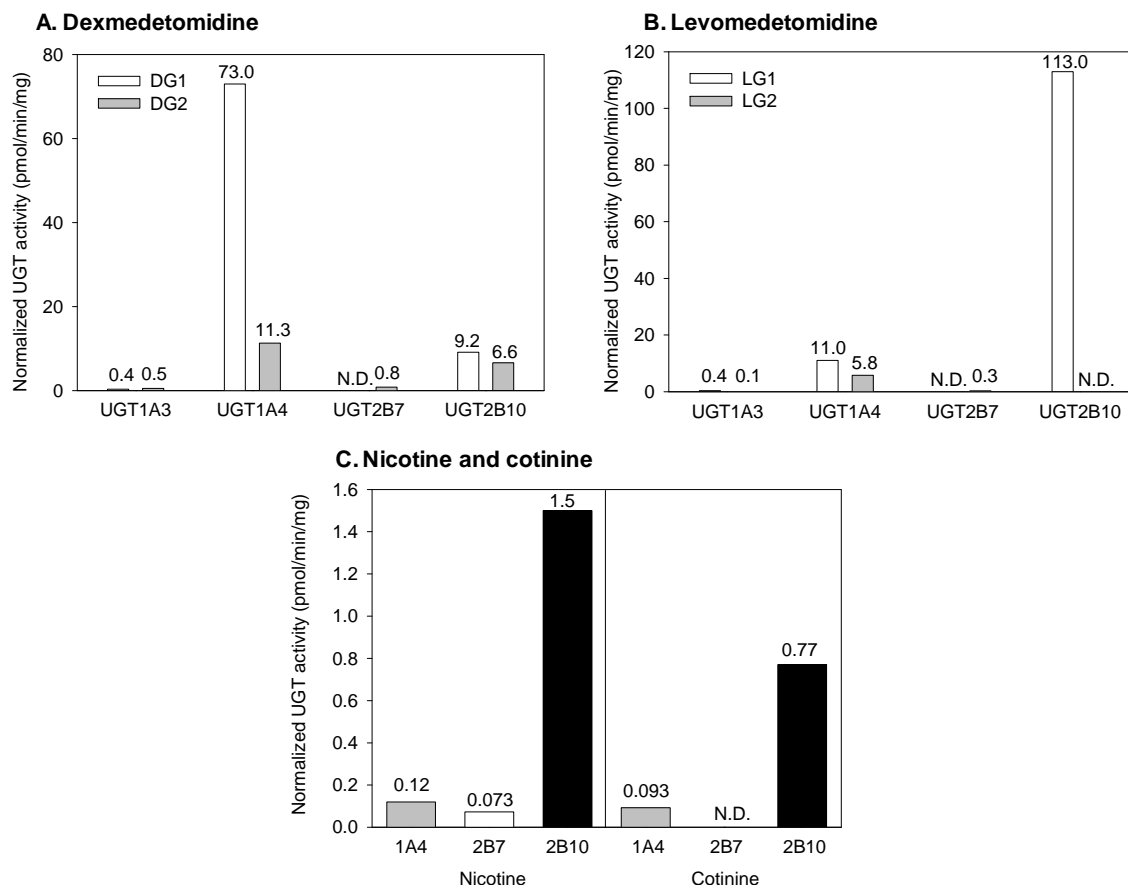 A. Dexmedetomidine
Normalized UGT activity (pmol/min/mg)
80
60
40
20
0
DG1
DG2
0.4 0.5
73.0
11.3
N.D. 0.8
9.2 6.6
UGT1A3 UGT1A4 UGT2B7 UGT2B10
B. Levomedetomidine
Normalized UGT activity (pmol/min/mg)
120
100
80
60
40
20
0
LG1
LG2
0.4 0.1
11.0
5.8
N.D. 0.3
113.0
N.D.
UGT1A3 UGT1A4 UGT2B7 UGT2B10
C. Nicotine and cotinine
Normalized UGT activity (pmol/min/mg)
1.6
1.4
1.2
1.0
0.8
0.6
0.4
0.2
0.0
0.12
0.073
1.5
0.093
N.D.
0.77
1A4 2B7 2B10 1A4 2B7 2B10
Nicotine Cotinine